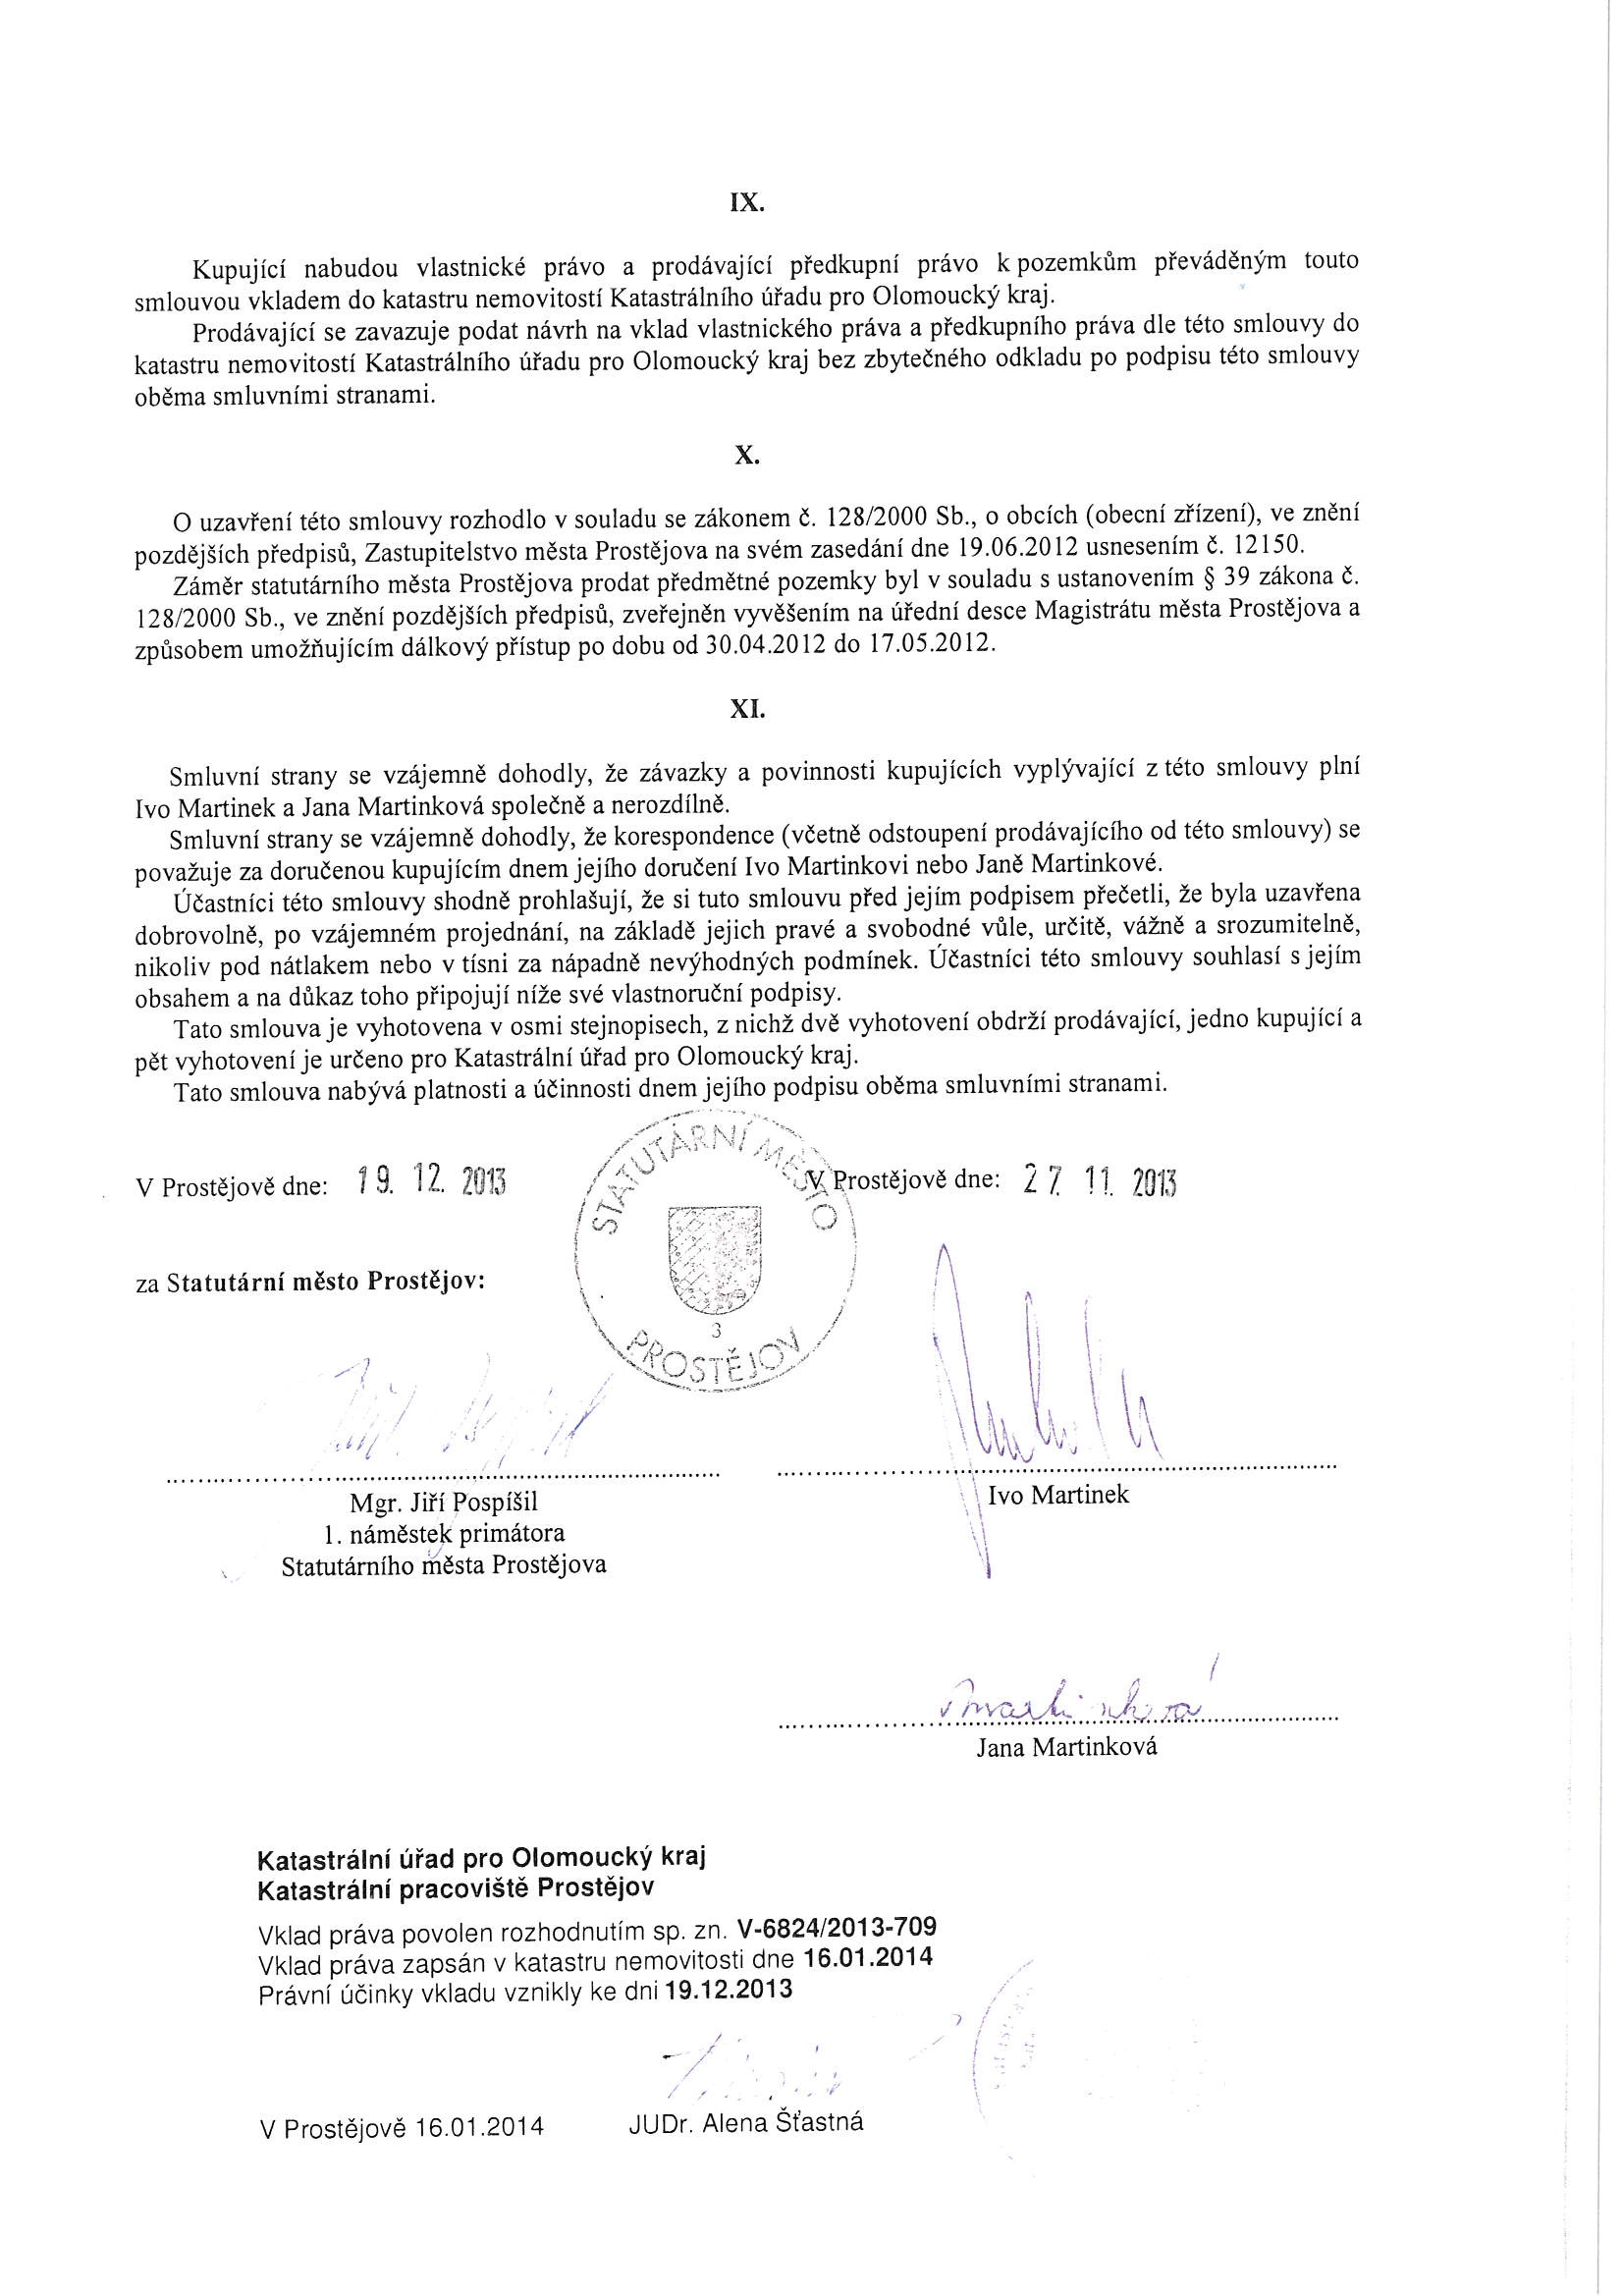 IX.
Kupující nabudou vlastnické právo a prodávající předkupní právo k pozemkům převáděným touto
smlouvou vkladem do katastru nemovitostí Katastrálního úřadu pro Olomoucký kraj.
Prodávající se zavazuje podat návrh na vklad vlastnického práva a předkupního práva dle této smlouvy do
katastru nemovitostí Katastrálního úřadu pro Olomoucký kraj bez zbytečného odkladu po podpisu této smlouvy
oběma smluvními stranami.
X.
O uzavření této smlouvy rozhodlo v souladu se zákonem č. 128/2000 Sb., o obcích (obecní zřízení), ve znění
pozdějších předpisů, Zastupitelstvo města Prostějova na svém zasedání dne 19.06.2012 usnesením č. 12150.
Záměr statutárního města Prostějova prodat předmětné pozemky byl v souladu s ustanovením § 39 zákona č.
128/2000 Sb., ve znění pozdějších předpisů, zveřejněn vyvěšením na úřední desce Magistrátu města Prostějova a
způsobem umožňujícím dálkový přístup po dobu od 30.04.2012 do 17.05.2012.
XI.
Smluvní strany se vzájemně dohodly, že závazky a povinnosti kupujících vyplývající z této smlouvy plní
Ivo Martinek a Jana Martinková společně a nerozdílně.
Smluvní strany se vzájemně dohodly, že korespondence (včetně odstoupení prodávajícího od této smlouvy) se
považuje za doručenou kupujícím dnem jejího doručení Ivo Martinkovi nebo Janě Martinkové.
Účastníci této smlouvy shodně prohlašují, že si tuto smlouvu před jejím podpisem přečetli, že byla uzavřena
dobrovolně, po vzájemném projednání, na základě jejich pravé a svobodné vůle, určitě, vážně a srozumitelně,
nikoliv pod nátlakem nebo v tísni za nápadně nevýhodných podmínek. Účastníci této smlouvy souhlasí s jejím
obsahem a na důkaz toho připojují níže své vlastnoruční podpisy.
Tato smlouva je vyhotovena v osmi stejnopisech, z nichž dvě vyhotovení obdrží prodávající, jedno kupující a
pět vyhotovení je určeno pro Katastrální úřad pro Olomoucký kraj.
Tato smlouva nabývá platnosti a účinnosti dnem jejího podpisu oběma smluvními stranami.
V Prostějově dne: 19. 12. 2013
STATUTÁRNÍ MĚSTO
3
PROSTĚJOV
V Prostějově dne: 27. 11. 2013
za Statutární město Prostějov:
Mgr. Jiří Pospíšil
1. náměstek primátora
Statutárního města Prostějova
Ivo Martinek
Martinková
Jana Martinková
Katastrální úřad pro Olomoucký kraj
Katastrální pracoviště Prostějov
Vklad práva povolen rozhodnutím sp. zn. V-6824/2013-709
Vklad práva zapsán v katastru nemovitosti dne 16.01.2014
Právní účinky vkladu vznikly ke dni 19.12.2013
V Prostějově 16.01.2014 JUDr. Alena Šťastná